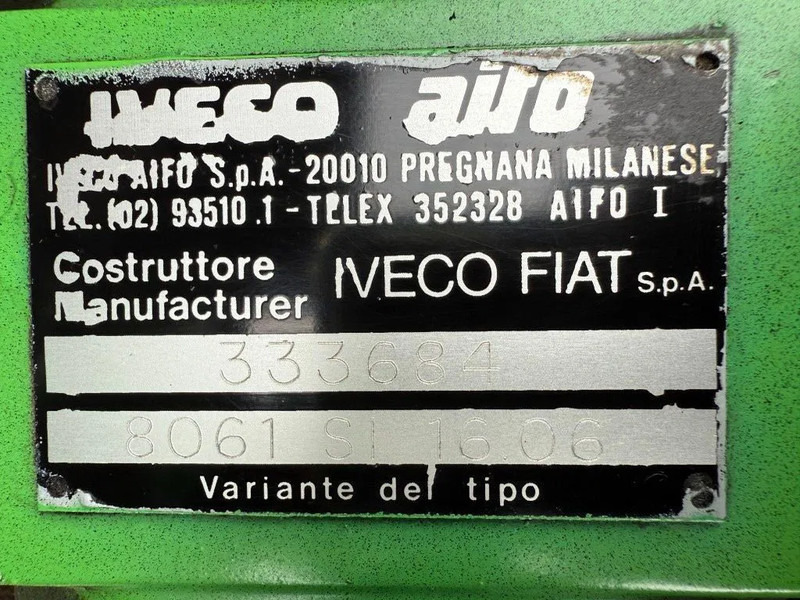 IVECO aifo
IVECO AIFO S.p.A.-20010 PREGNANA MILANESE
TEL.(02) 93510.1-TELEX 352328 AIFO I
Costruttore
Manufacturer
IVECO FIAT S.p.A.
333684
8061 SI 16 06
Variante del tipo